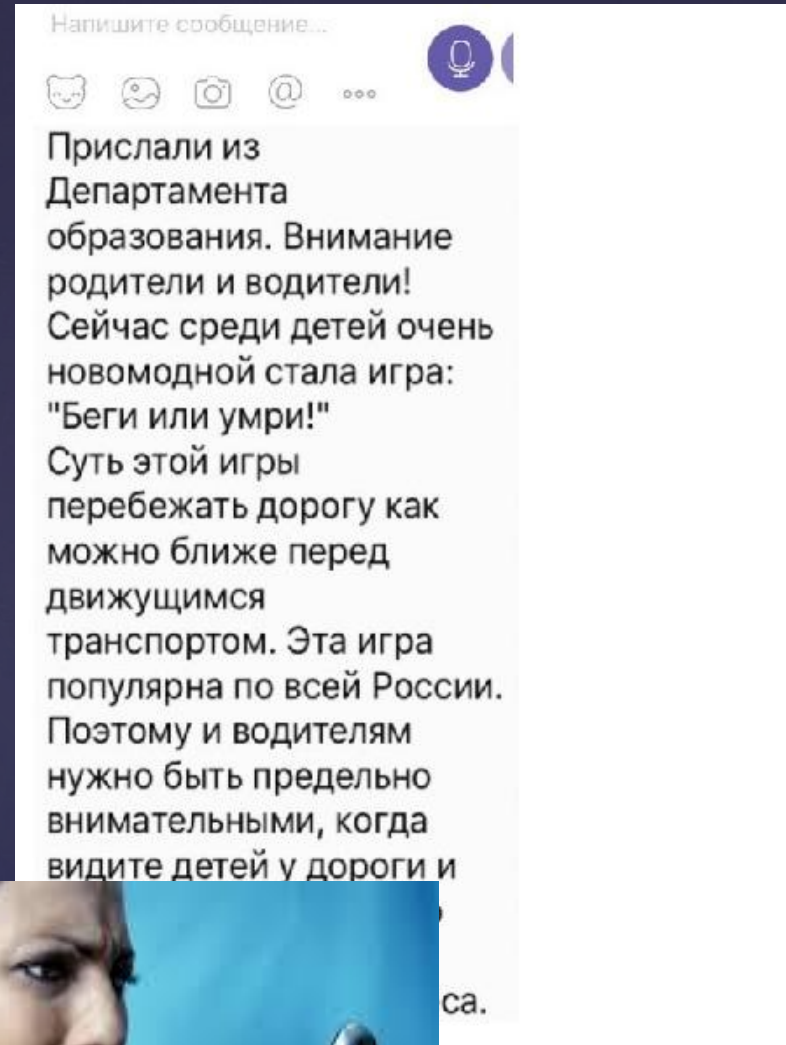 Напишите сообщение...
Прислали из
Департамента
образования. Внимание
родители и водители!
Сейчас среди детей очень
новомодной стала игра:
"Беги или умри!"
Суть этой игры
перебежать дорогу как
можно ближе перед
движущимся
транспортом. Эта игра
популярна по всей России.
Поэтому и водителям
нужно быть предельно
внимательными, когда
видите детей у дороги и